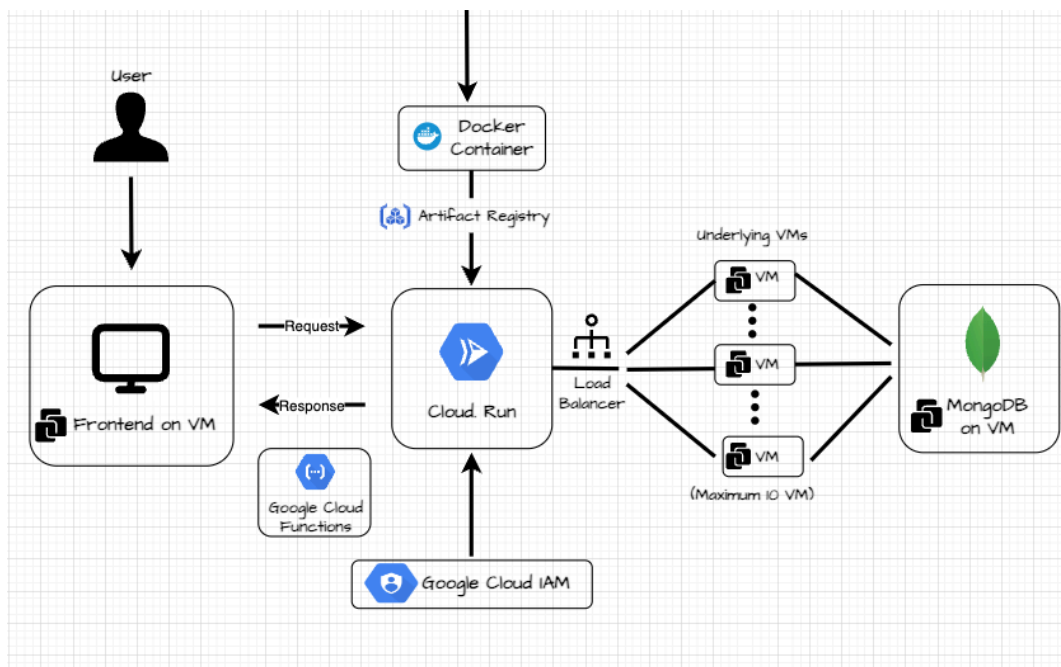 User
Docker
Container
Artifact Registry
Underlying VMs
VM
Request
Cloud. Run
Load
Balancer
VM
Response
Frontend on VM
MongoDB
on VM
VM
(Maximum 10 VM)
Google Cloud
Functions
Google Cloud IAM